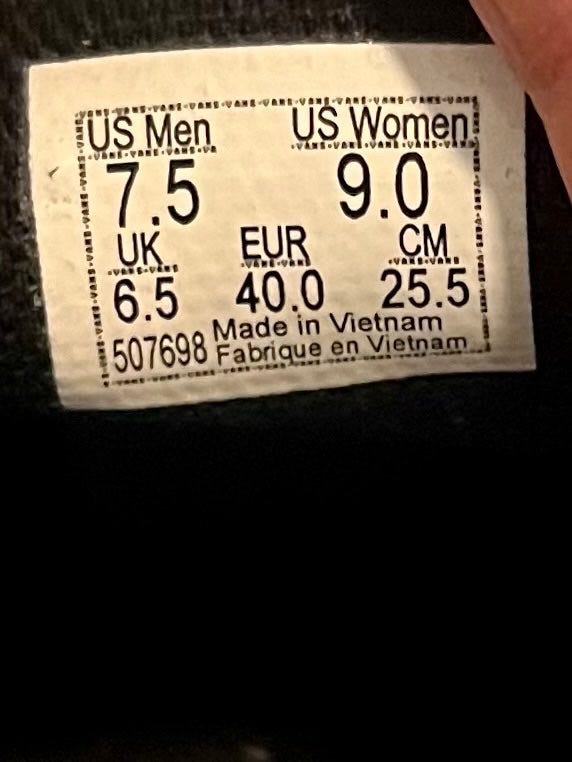 US Men US Women
7.5 9.0
UK EUR CM
6.5 40.0 25.5
507698 Made in Vietnam
Fabrique en Vietnam